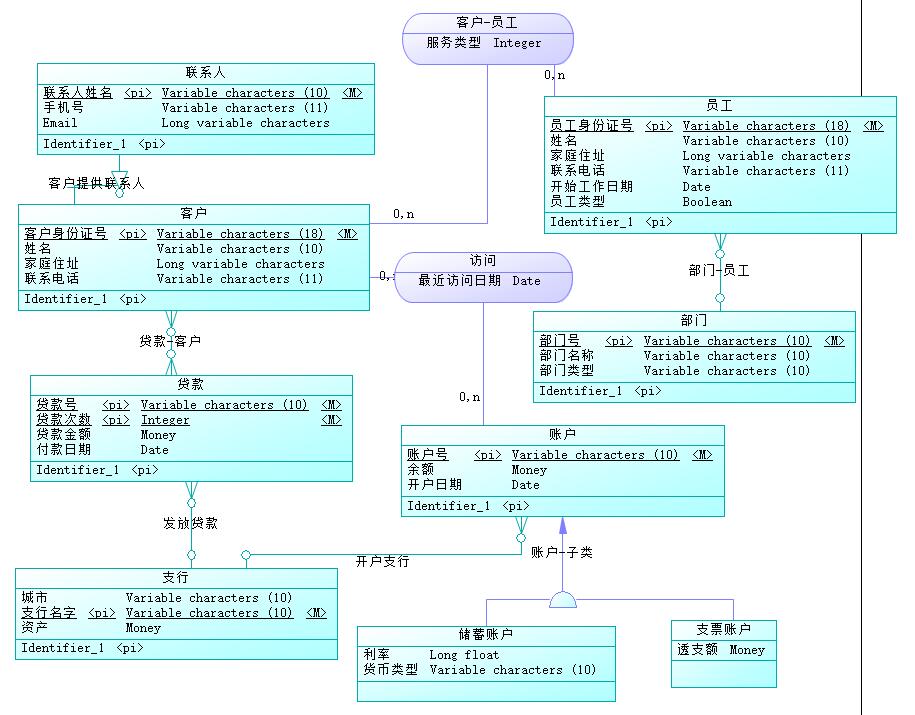 客户-员工
服务类型 Integer
0,n
联系人
联系人姓名 <pi> Variable characters (10) <M>
手机号 Variable characters (11)
Email Long variable characters
Identifier_1 <pi>
员工
员工身份证号 <pi> Variable characters (18) <M>
姓名 Variable characters (10)
家庭住址 Long variable characters
联系电话 Variable characters (11)
开始工作日期 Date
员工类型 Boolean
Identifier_1 <pi>
客户提供联系人
客户
客户身份证号 <pi> Variable characters (18) <M>
姓名 Variable characters (10)
家庭住址 Long variable characters
联系电话 Variable characters (11)
Identifier_1 <pi>
0,n
0,
访问
最近访问日期 Date
部门-员工
部门
部门号 <pi> Variable characters (10) <M>
部门名称 Variable characters (10)
部门类型 Variable characters (10)
Identifier_1 <pi>
贷款-客户
贷款
贷款号 <pi> Variable characters (10) <M>
贷款次数 <pi> Integer <M>
贷款金额 Money
付款日期 Date
Identifier_1 <pi>
0,n
账户
账户号 <pi> Variable characters (10) <M>
余额 Money
开户日期 Date
Identifier_1 <pi>
发放贷款
开户支行
账户-子类
支行
城市 Variable characters (10)
支行名字 <pi> Variable characters (10) <M>
资产 Money
Identifier_1 <pi>
储蓄账户
利率 Long float
货币类型 Variable characters (10)
支票账户
透支额 Money